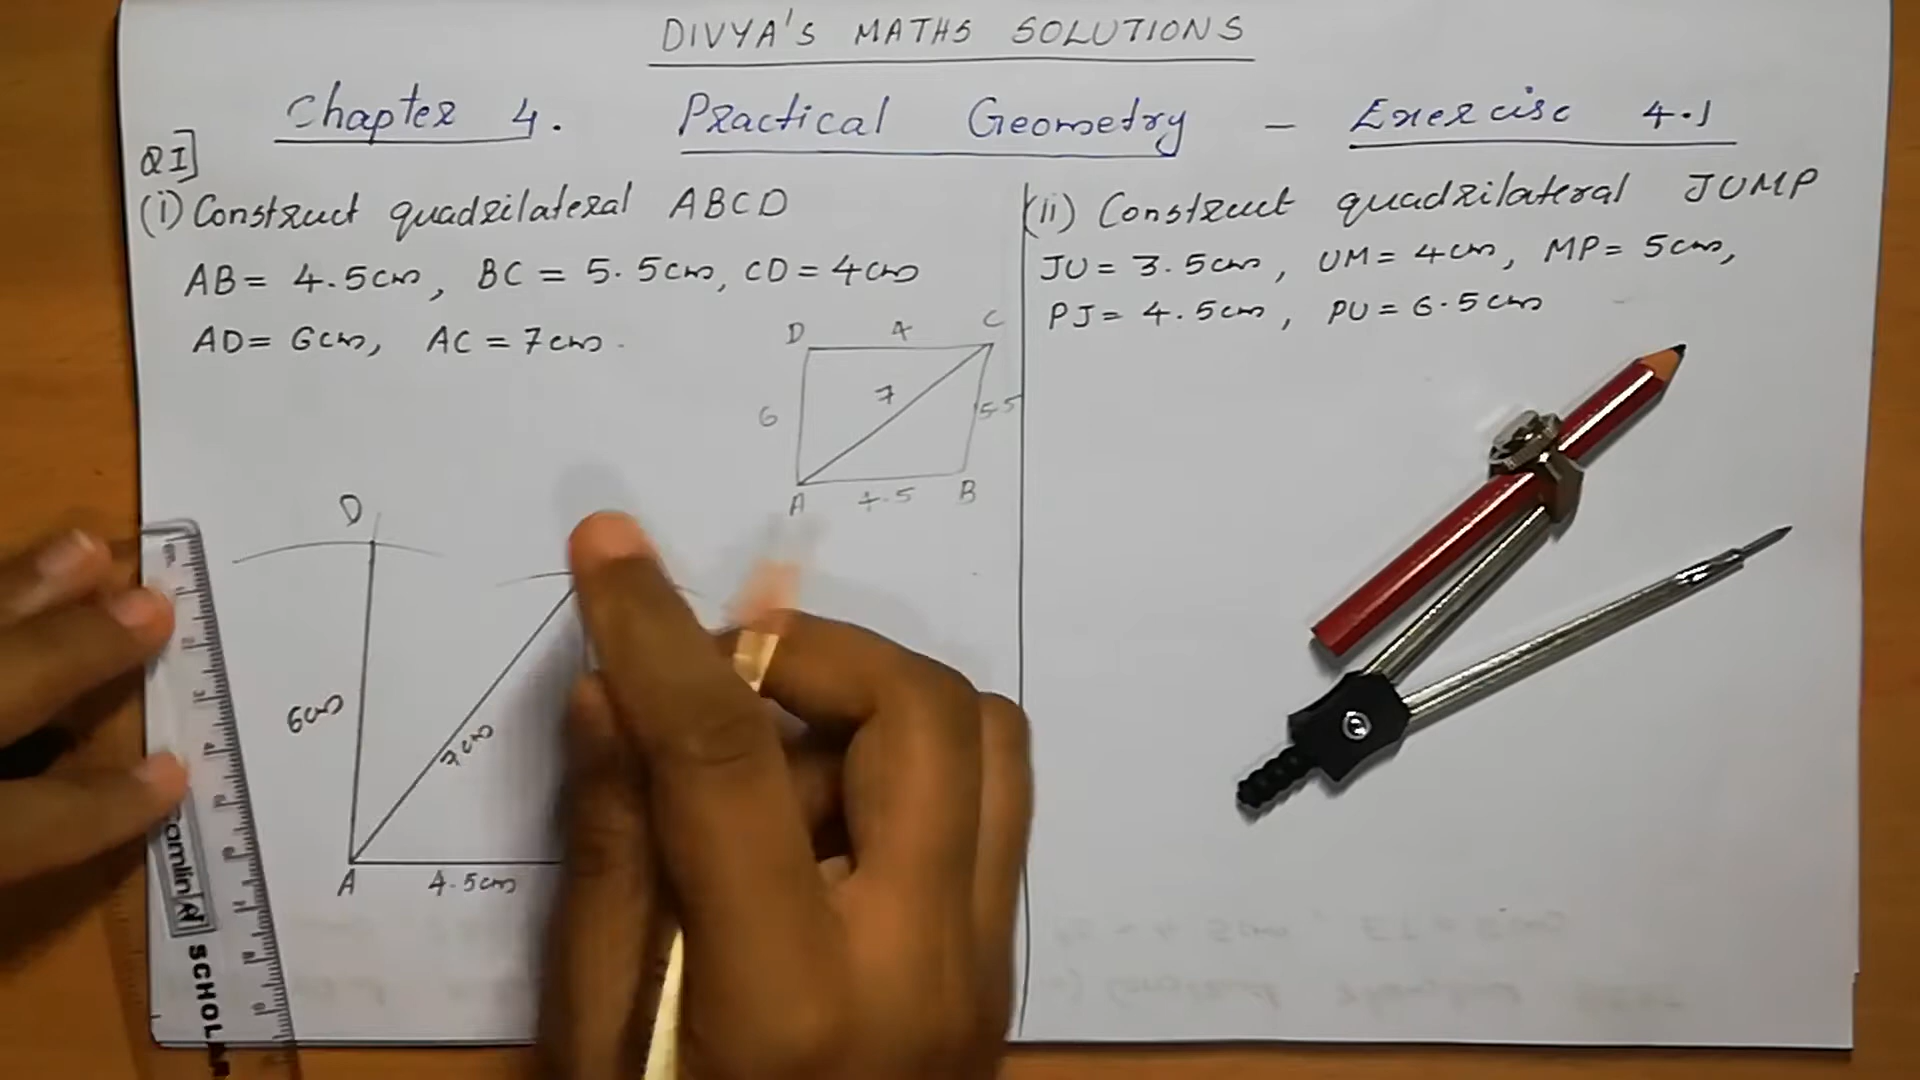 DIVYA'S MATHS SOLUTIONS
Chapter 4. Practical Geometry - Exercise 4.1
QI]
(i) Construct quadrilateral ABCD
AB = 4.5cm, BC = 5.5cm, CD = 4cm
AD = 6cm, AC = 7cm.
D 4 C
7
6 5.5
A 4.5 B
D
6cm
7cm
A 4.5cm
(ii) Construct quadrilateral JUMP
JU = 3.5cm, UM = 4cm, MP = 5cm,
PJ = 4.5cm, PU = 6.5cm
SCHOLAR